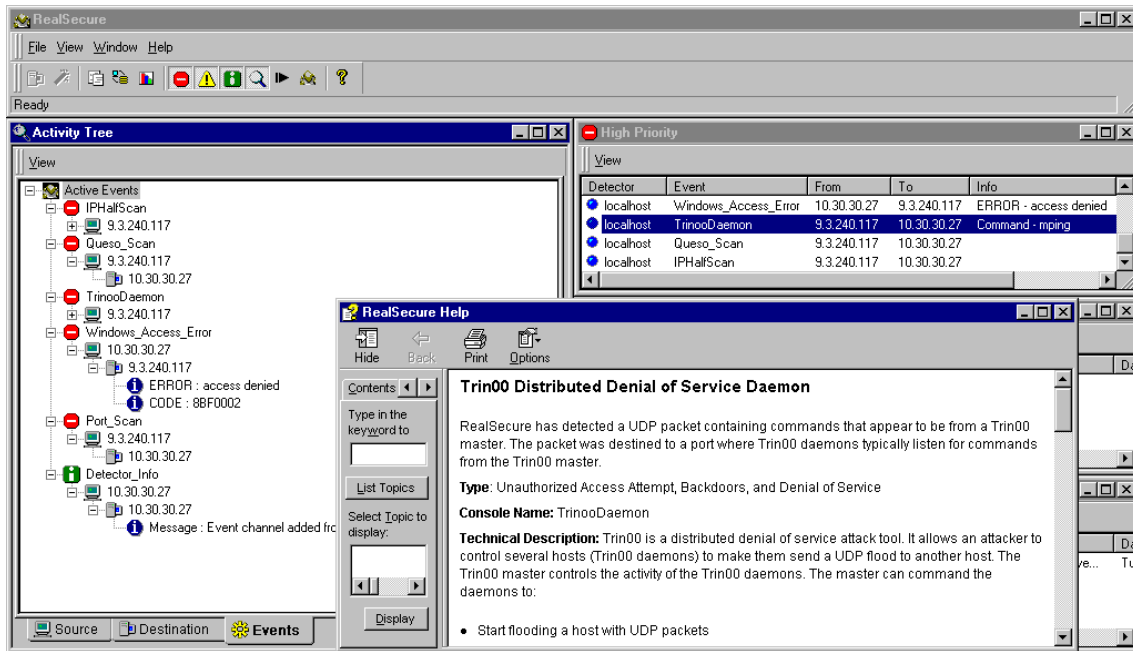 RealSecure
File View Window Help
Ready
Activity Tree
View
Active Events
IPHalfScan
9.3.240.117
Queso_Scan
9.3.240.117
10.30.30.27
TrinooDaemon
9.3.240.117
Windows_Access_Error
10.30.30.27
9.3.240.117
ERROR : access denied
CODE : 8BF0002
Port_Scan
9.3.240.117
10.30.30.27
Detector_Info
10.30.30.27
10.30.30.27
Message : Event channel added fro
Source Destination Events
High Priority
View
Detector Event From To Info
localhost Windows_Access_Error 10.30.30.27 9.3.240.117 ERROR - access denied
localhost TrinooDaemon 9.3.240.117 10.30.30.27 Command - mping
localhost Queso_Scan 9.3.240.117 10.30.30.27
localhost IPHalfScan 9.3.240.117 10.30.30.27
RealSecure Help
Hide Back Print Options
Contents
Type in the
keyword to
List Topics
Select Topic to
display:
Display
Trin00 Distributed Denial of Service Daemon
RealSecure has detected a UDP packet containing commands that appear to be from a Trin00
master. The packet was destined to a port where Trin00 daemons typically listen for commands
from the Trin00 master.
Type: Unauthorized Access Attempt, Backdoors, and Denial of Service
Console Name: TrinooDaemon
Technical Description: Trin00 is a distributed denial of service attack tool. It allows an attacker to
control several hosts (Trin00 daemons) to make them send a UDP flood to another host. The
Trin00 master controls the activity of the Trin00 daemons. The master can command the
daemons to:
• Start flooding a host with UDP packets
Da
Da
ve... Tu